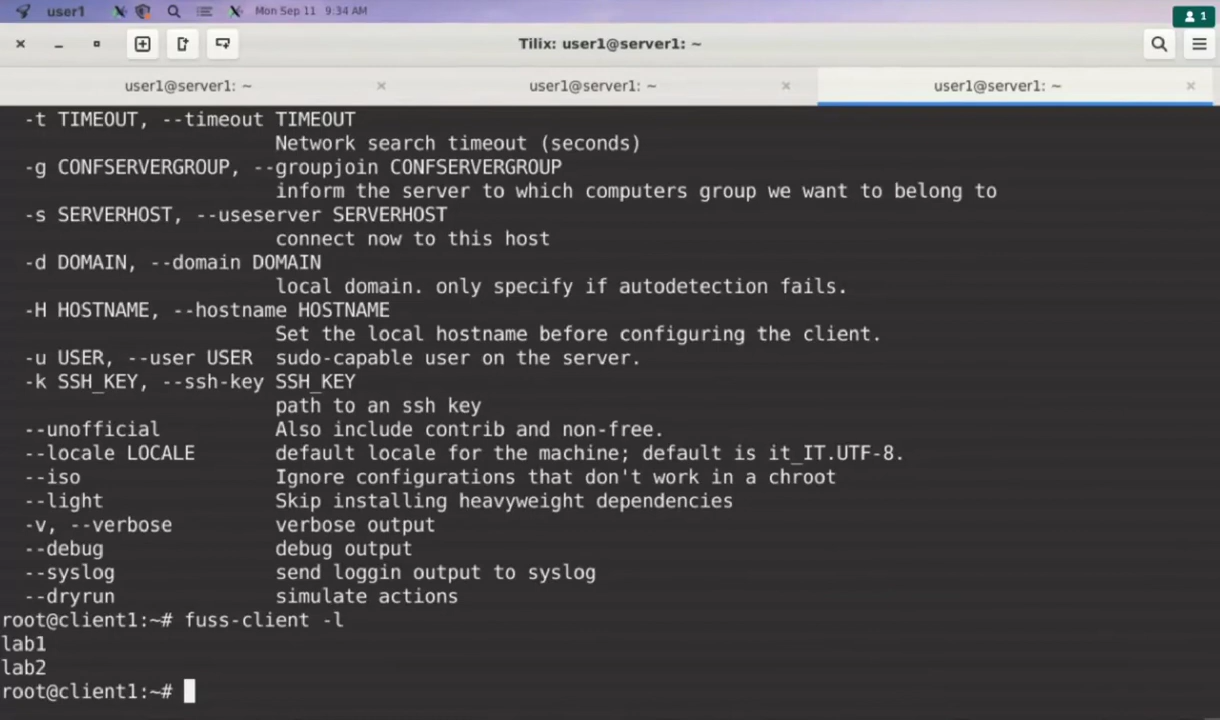 user1 Mon Sep 11 9:34 AM
1
Tilix: user1@server1: ~
user1@server1: ~ user1@server1: ~ user1@server1: ~
-t TIMEOUT, --timeout TIMEOUT
Network search timeout (seconds)
-g CONFSERVERGROUP, --groupjoin CONFSERVERGROUP
inform the server to which computers group we want to belong to
-s SERVERHOST, --useserver SERVERHOST
connect now to this host
-d DOMAIN, --domain DOMAIN
local domain. only specify if autodetection fails.
-H HOSTNAME, --hostname HOSTNAME
Set the local hostname before configuring the client.
-u USER, --user USER sudo-capable user on the server.
-k SSH_KEY, --ssh-key SSH_KEY
path to an ssh key
--unofficial Also include contrib and non-free.
--locale LOCALE default locale for the machine; default is it_IT.UTF-8.
--iso Ignore configurations that don't work in a chroot
--light Skip installing heavyweight dependencies
-v, --verbose verbose output
--debug debug output
--syslog send loggin output to syslog
--dryrun simulate actions
root@client1:~# fuss-client -l
lab1
lab2
root@client1:~#